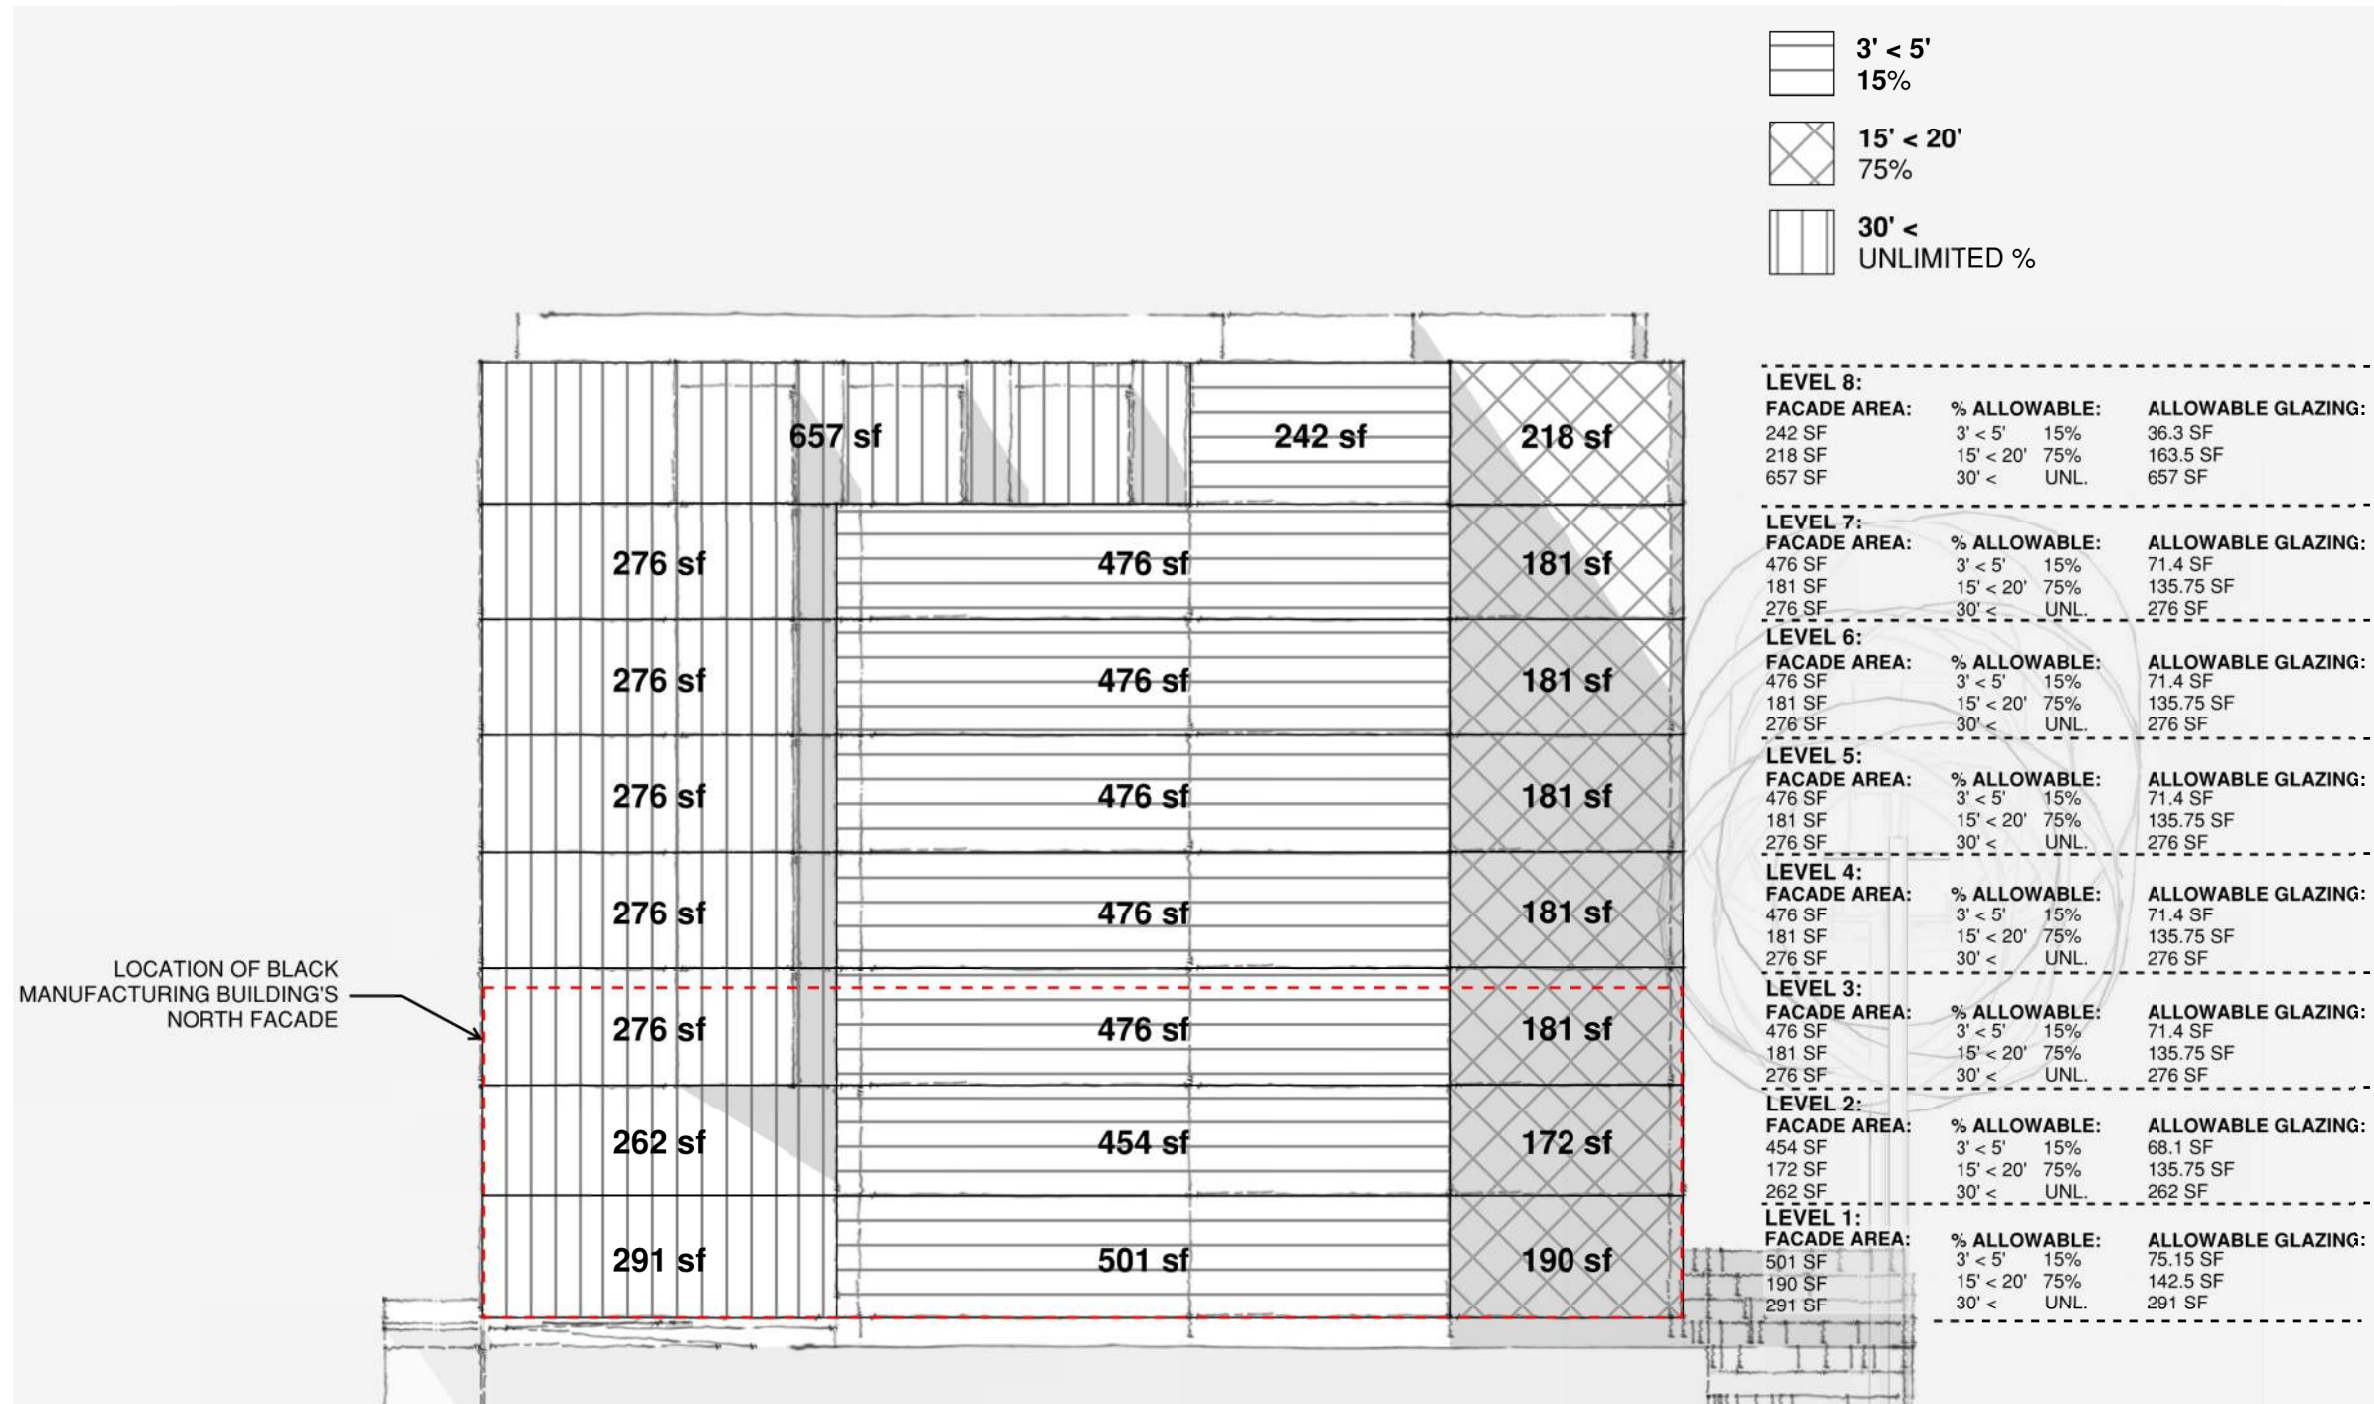 3' < 5'
15%
15' < 20'
75%
30' <
UNLIMITED %
657 sf 242 sf 218 sf
276 sf 476 sf 181 sf
276 sf 476 sf 181 sf
276 sf 476 sf 181 sf
276 sf 476 sf 181 sf
276 sf 476 sf 181 sf
262 sf 454 sf 172 sf
291 sf 501 sf 190 sf
LOCATION OF BLACK
MANUFACTURING BUILDING'S
NORTH FACADE
LEVEL 8:
FACADE AREA: % ALLOWABLE: ALLOWABLE GLAZING:
242 SF 3' < 5' 15% 36.3 SF
218 SF 15' < 20' 75% 163.5 SF
657 SF 30' < UNL. 657 SF
LEVEL 7:
FACADE AREA: % ALLOWABLE: ALLOWABLE GLAZING:
476 SF 3' < 5' 15% 71.4 SF
181 SF 15' < 20' 75% 135.75 SF
276 SF 30' < UNL. 276 SF
LEVEL 6:
FACADE AREA: % ALLOWABLE: ALLOWABLE GLAZING:
476 SF 3' < 5' 15% 71.4 SF
181 SF 15' < 20' 75% 135.75 SF
276 SF 30' < UNL. 276 SF
LEVEL 5:
FACADE AREA: % ALLOWABLE: ALLOWABLE GLAZING:
476 SF 3' < 5' 15% 71.4 SF
181 SF 15' < 20' 75% 135.75 SF
276 SF 30' < UNL. 276 SF
LEVEL 4:
FACADE AREA: % ALLOWABLE: ALLOWABLE GLAZING:
476 SF 3' < 5' 15% 71.4 SF
181 SF 15' < 20' 75% 135.75 SF
276 SF 30' < UNL. 276 SF
LEVEL 3:
FACADE AREA: % ALLOWABLE: ALLOWABLE GLAZING:
476 SF 3' < 5' 15% 71.4 SF
181 SF 15' < 20' 75% 135.75 SF
276 SF 30' < UNL. 276 SF
LEVEL 2:
FACADE AREA: % ALLOWABLE: ALLOWABLE GLAZING:
454 SF 3' < 5' 15% 68.1 SF
172 SF 15' < 20' 75% 135.75 SF
262 SF 30' < UNL. 262 SF
LEVEL 1:
FACADE AREA: % ALLOWABLE: ALLOWABLE GLAZING:
501 SF 3' < 5' 15% 75.15 SF
190 SF 15' < 20' 75% 142.5 SF
291 SF 30' < UNL. 291 SF